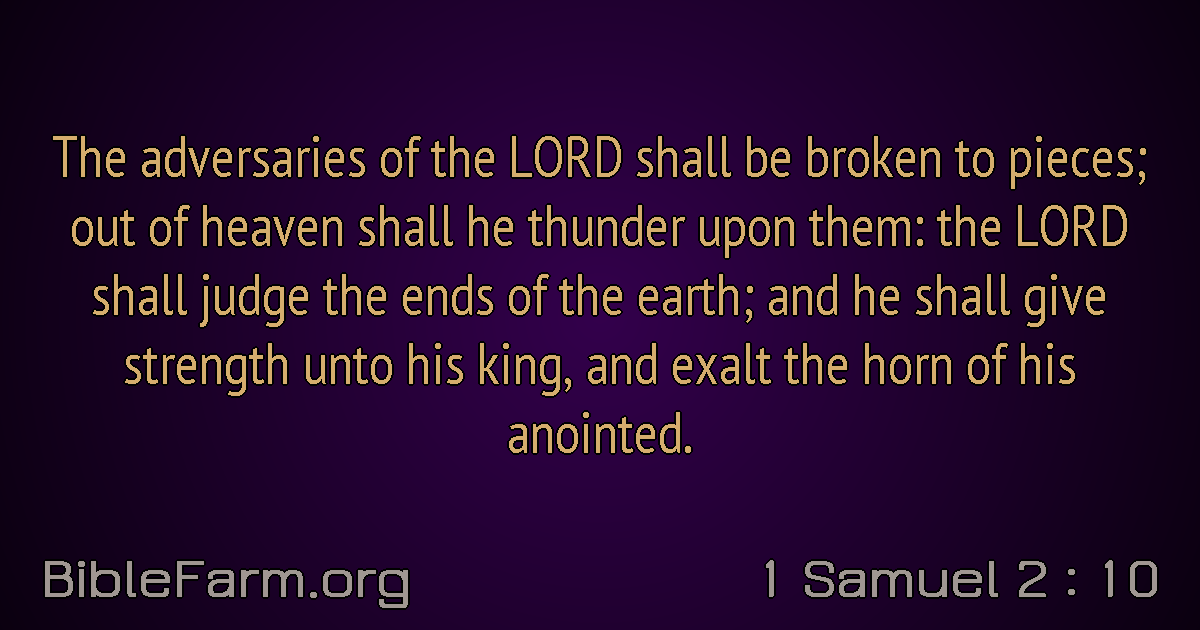 The adversaries of the LORD shall be broken to pieces;
out of heaven shall he thunder upon them: the LORD
shall judge the ends of the earth; and he shall give
strength unto his king, and exalt the horn of his
anointed.
BibleFarm.org
1 Samuel 2 : 10